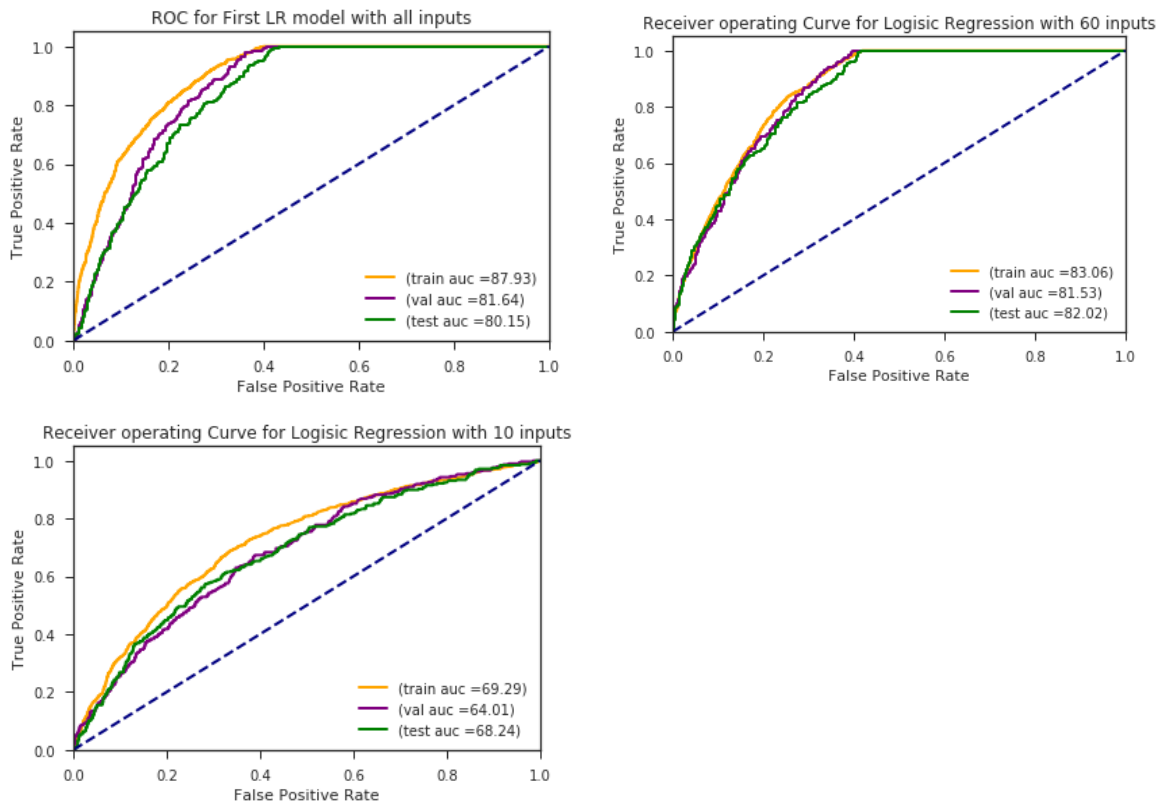 ROC for First LR model with all inputs
1.0
0.8
0.6
0.4
0.2
0.0
True Positive Rate
(train auc =87.93)
(val auc =81.64)
(test auc =80.15)
0.0 0.2 0.4 0.6 0.8 1.0
False Positive Rate
Receiver operating Curve for Logisic Regression with 60 inputs
1.0
0.8
0.6
0.4
0.2
0.0
True Positive Rate
(train auc =83.06)
(val auc =81.53)
(test auc =82.02)
0.0 0.2 0.4 0.6 0.8 1.0
False Positive Rate
Receiver operating Curve for Logisic Regression with 10 inputs
1.0
0.8
0.6
0.4
0.2
0.0
True Positive Rate
(train auc =69.29)
(val auc =64.01)
(test auc =68.24)
0.0 0.2 0.4 0.6 0.8 1.0
False Positive Rate